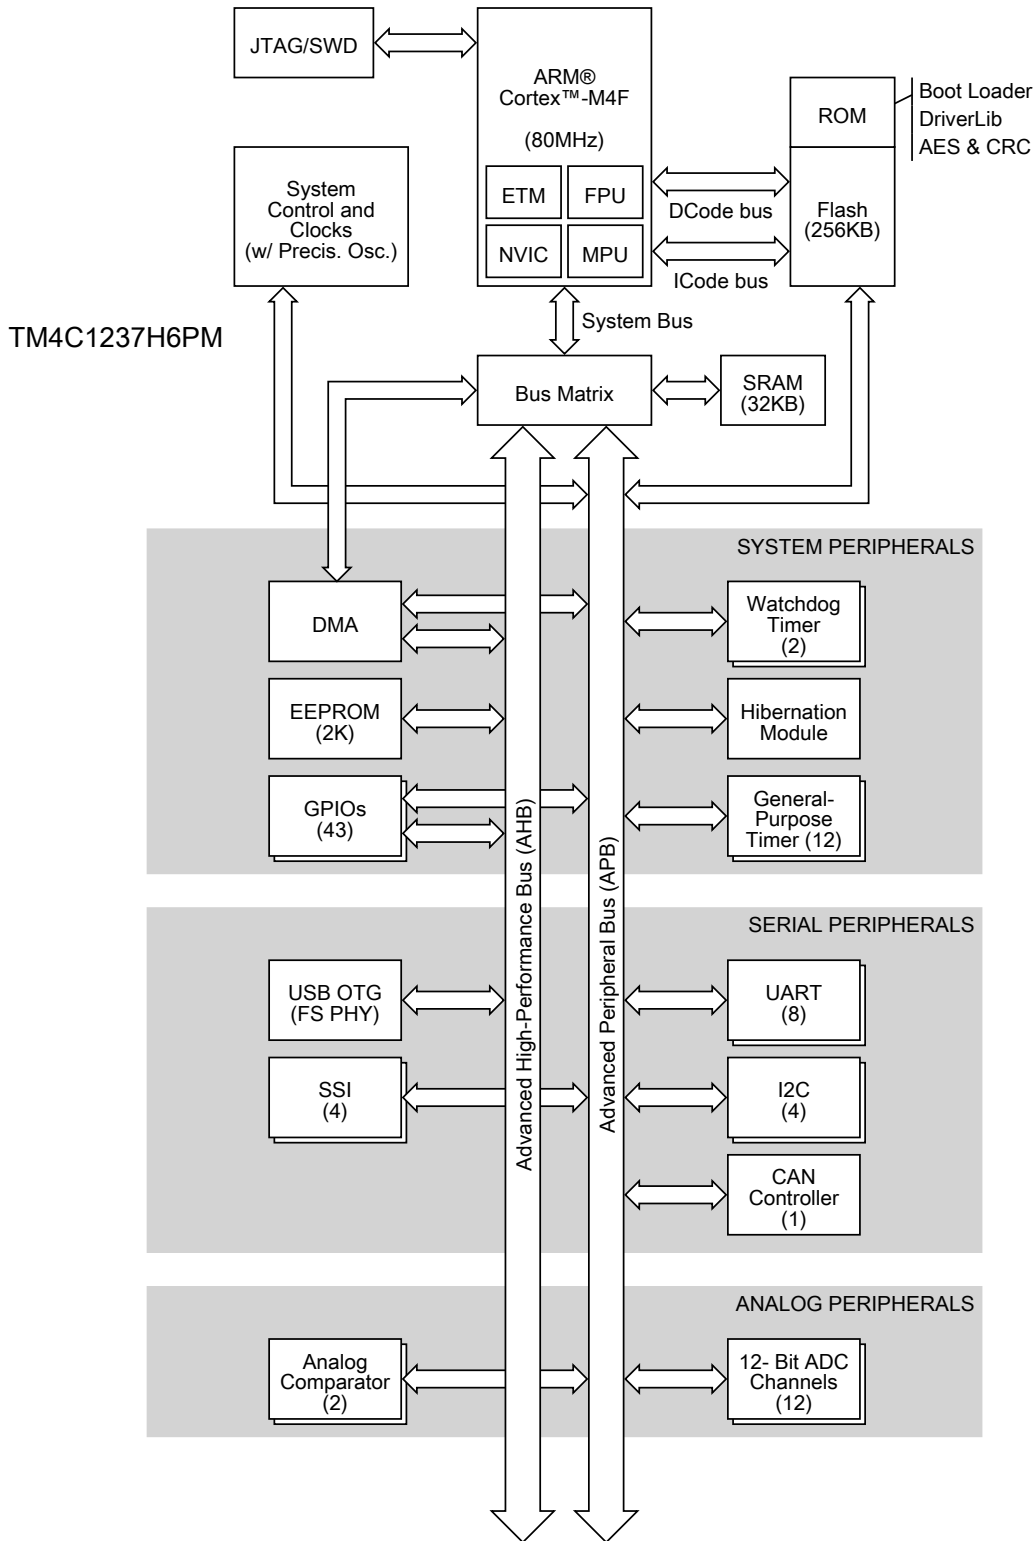 JTAG/SWD
ARM®
Cortex™-M4F
(80MHz)
ETM
FPU
NVIC
MPU
ROM
Boot Loader
DriverLib
AES & CRC
Flash
(256KB)
DCode bus
ICode bus
System
Control and
Clocks
(w/ Precis. Osc.)
TM4C1237H6PM
System Bus
Bus Matrix
SRAM
(32KB)
SYSTEM PERIPHERALS
DMA
Watchdog
Timer
(2)
EEPROM
(2K)
Hibernation
Module
GPIOs
(43)
General-
Purpose
Timer (12)
Advanced High-Performance Bus (AHB)
Advanced Peripheral Bus (APB)
SERIAL PERIPHERALS
USB OTG
(FS PHY)
UART
(8)
SSI
(4)
I2C
(4)
CAN
Controller
(1)
ANALOG PERIPHERALS
Analog
Comparator
(2)
12- Bit ADC
Channels
(12)